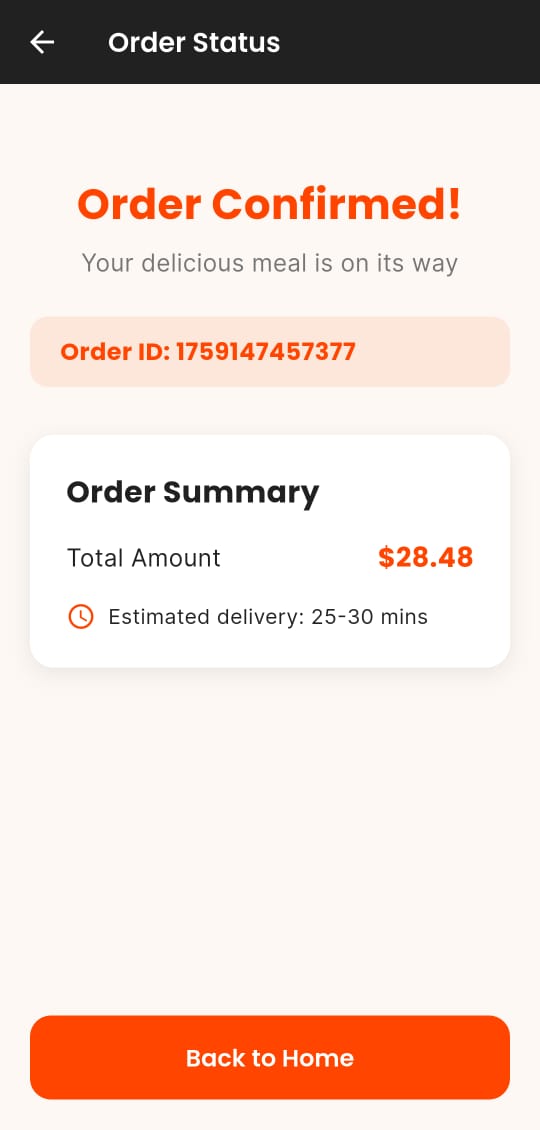 Order Status
Order Confirmed!
Your delicious meal is on its way
Order ID: 1759147457377
Order Summary
Total Amount $28.48
Estimated delivery: 25-30 mins
Back to Home